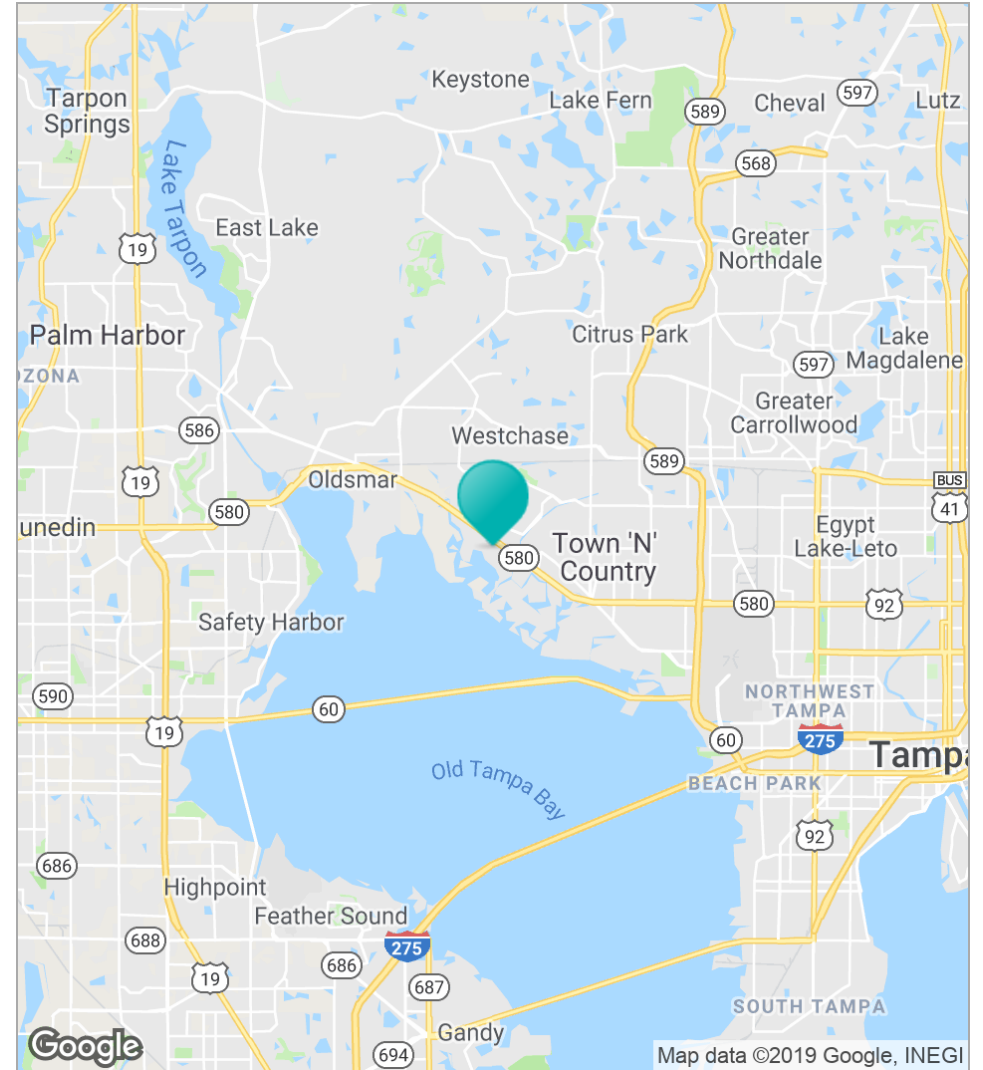 Keystone
Tarpon
Springs
Lake Fern
589
Cheval
597
Lutz
568
Lake Tarpon
East Lake
19
Greater
Northdale
Palm Harbor
Citrus Park
Lake
Magdalene
597
OZONA
Greater
Carrollwood
586
Westchase
589
19
Oldsmar
BUS
41
580
unedin
Egypt
Lake-Leto
Town 'N'
Country
580
580
92
Safety Harbor
590
60
NORTHWEST
TAMPA
19
60
275
Tampa
Old Tampa Bay
BEACH PARK
92
686
Highpoint
Feather Sound
688
275
686
19
687
SOUTH TAMPA
Gandy
694
Google
Map data ©2019 Google, INEGI